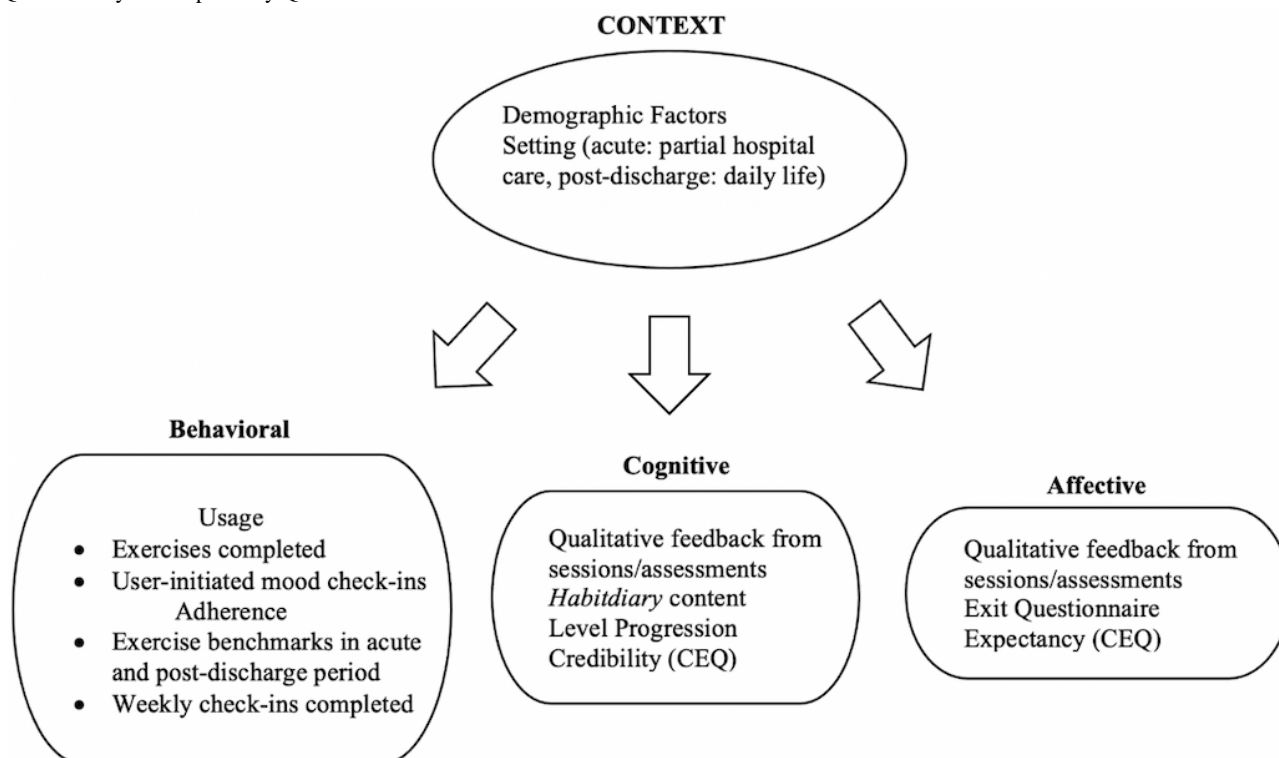 CONTEXT
Demographic Factors
Setting (acute: partial hospital
care, post-discharge: daily life)
Behavioral
Usage
• Exercises completed
• User-initiated mood check-ins
Adherence
• Exercise benchmarks in acute
and post-discharge period
• Weekly check-ins completed
Cognitive
Qualitative feedback from
sessions/assessments
Habitdiary content
Level Progression
Credibility (CEQ)
Affective
Qualitative feedback from
sessions/assessments
Exit Questionnaire
Expectancy (CEQ)